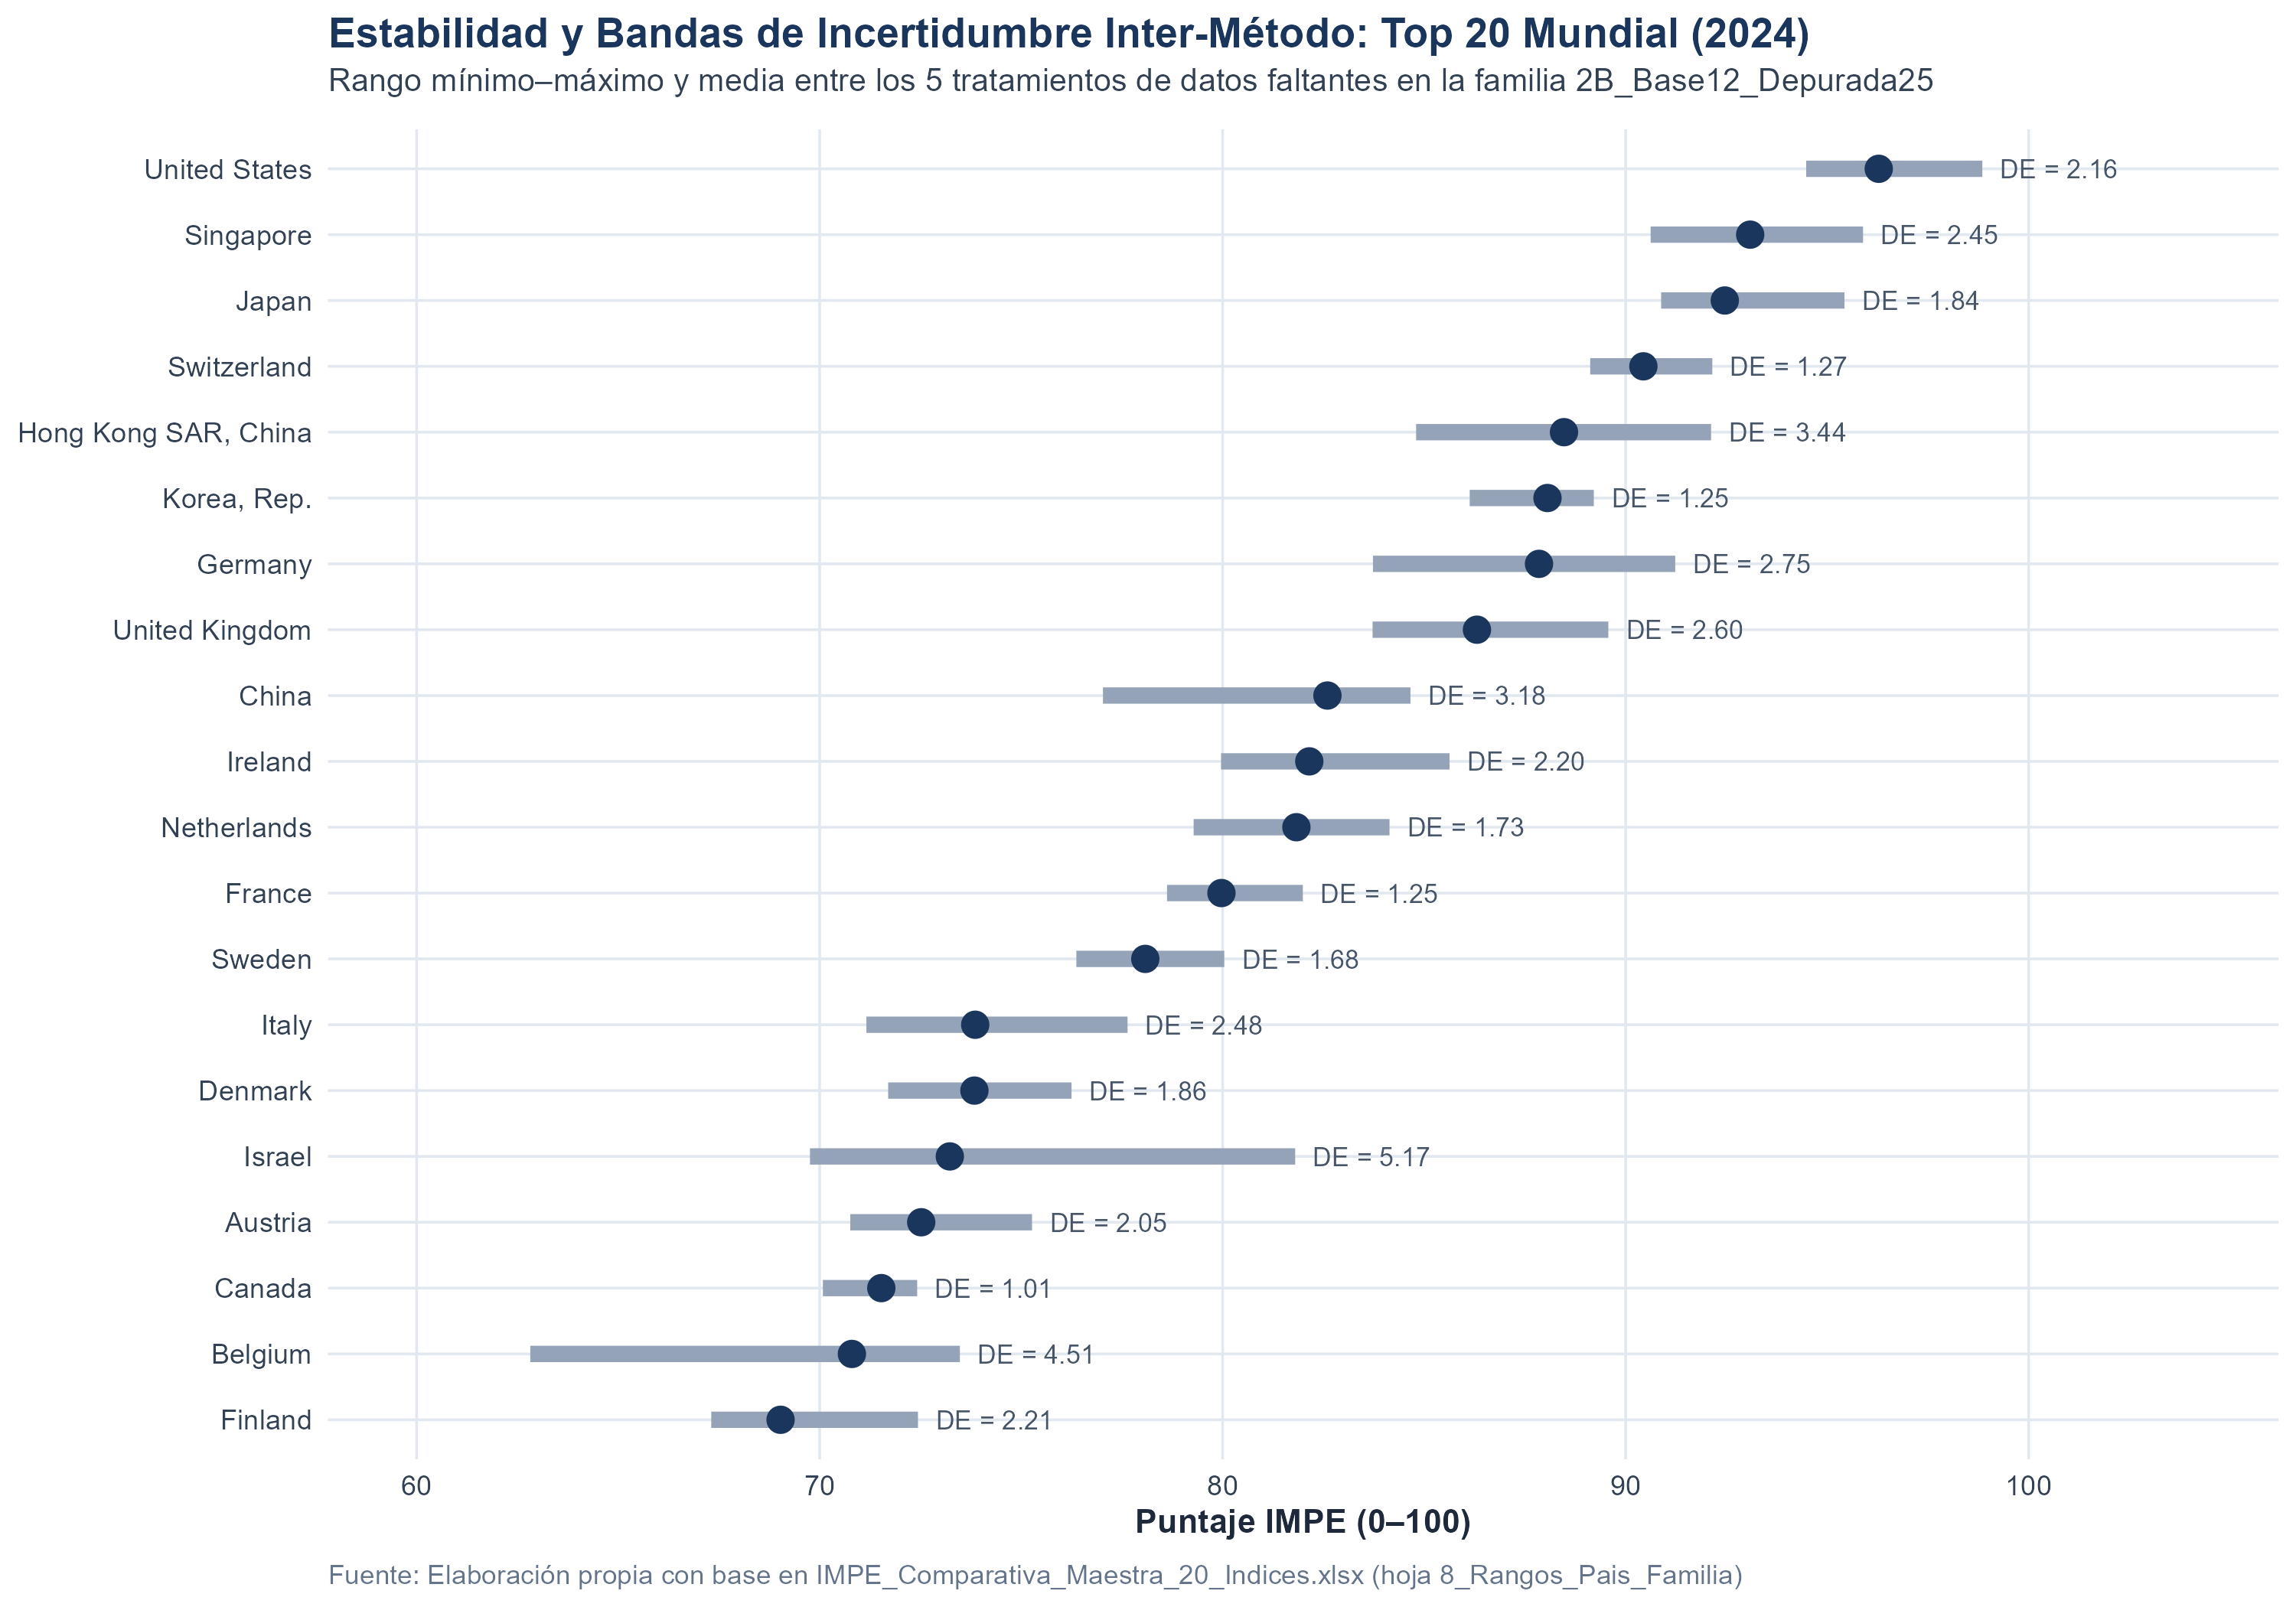 Estabilidad y Bandas de Incertidumbre Inter-Método: Top 20 Mundial (2024)
Rango mínimo–máximo y media entre los 5 tratamientos de datos faltantes en la familia 2B_Base12_Depurada25
United States DE = 2.16
Singapore DE = 2.45
Japan DE = 1.84
Switzerland DE = 1.27
Hong Kong SAR, China DE = 3.44
Korea, Rep. DE = 1.25
Germany DE = 2.75
United Kingdom DE = 2.60
China DE = 3.18
Ireland DE = 2.20
Netherlands DE = 1.73
France DE = 1.25
Sweden DE = 1.68
Italy DE = 2.48
Denmark DE = 1.86
Israel DE = 5.17
Austria DE = 2.05
Canada DE = 1.01
Belgium DE = 4.51
Finland DE = 2.21
60 70 80 90 100
Puntaje IMPE (0–100)
Fuente: Elaboración propia con base en IMPE_Comparativa_Maestra_20_Indices.xlsx (hoja 8_Rangos_Pais_Familia)